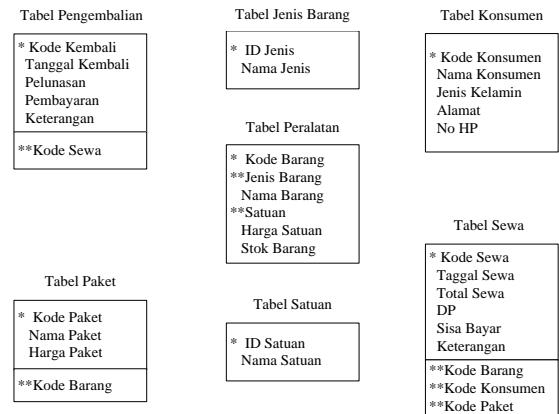 Tabel Pengembalian
* Kode Kembali
Tanggal Kembali
Pelunasan
Pembayaran
Keterangan
**Kode Sewa
Tabel Jenis Barang
* ID Jenis
Nama Jenis
Tabel Konsumen
* Kode Konsumen
Nama Konsumen
Jenis Kelamin
Alamat
No HP
Tabel Peralatan
* Kode Barang
**Jenis Barang
Nama Barang
**Satuan
Harga Satuan
Stok Barang
Tabel Paket
* Kode Paket
Nama Paket
Harga Paket
**Kode Barang
Tabel Satuan
* ID Satuan
Nama Satuan
Tabel Sewa
* Kode Sewa
Taggal Sewa
Total Sewa
DP
Sisa Bayar
Keterangan
**Kode Barang
**Kode Konsumen
**Kode Paket